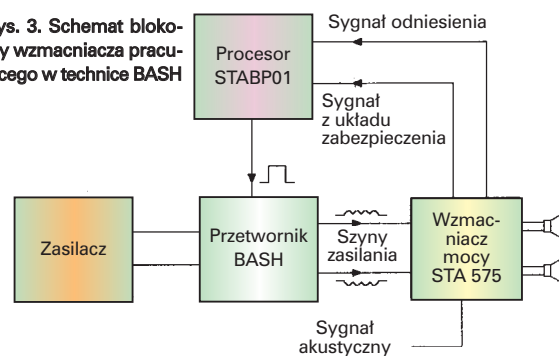 ys. 3. Schemat bloko-
y wzmacniacza pracu-
cego w technice BASH
Procesor
STABP01
Sygnał odniesienia
Sygnał
z układu
zabezpieczenia
Zasilacz
Przetwornik
BASH
Szyny
zasilania
Wzmac-
niacz
mocy
STA 575
Sygnał
akustyczny